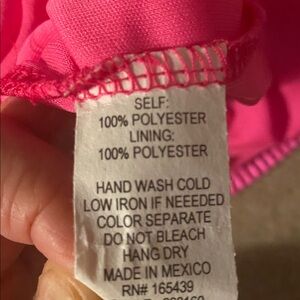 SELF:
100% POLYESTER
LINING:
100% POLYESTER
HAND WASH COLD
LOW IRON IF NEEEDED
COLOR SEPARATE
DO NOT BLEACH
HANG DRY
MADE IN MEXICO
RN# 165439